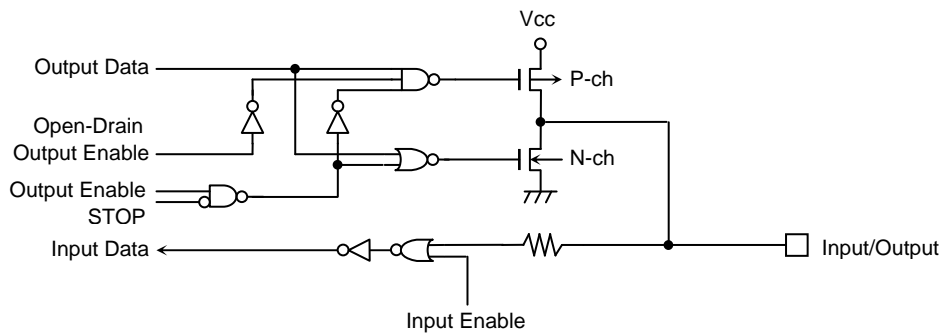 Vcc
Output Data
P-ch
Open-Drain
Output Enable
N-ch
Output Enable
STOP
Input Data
Input/Output
Input Enable